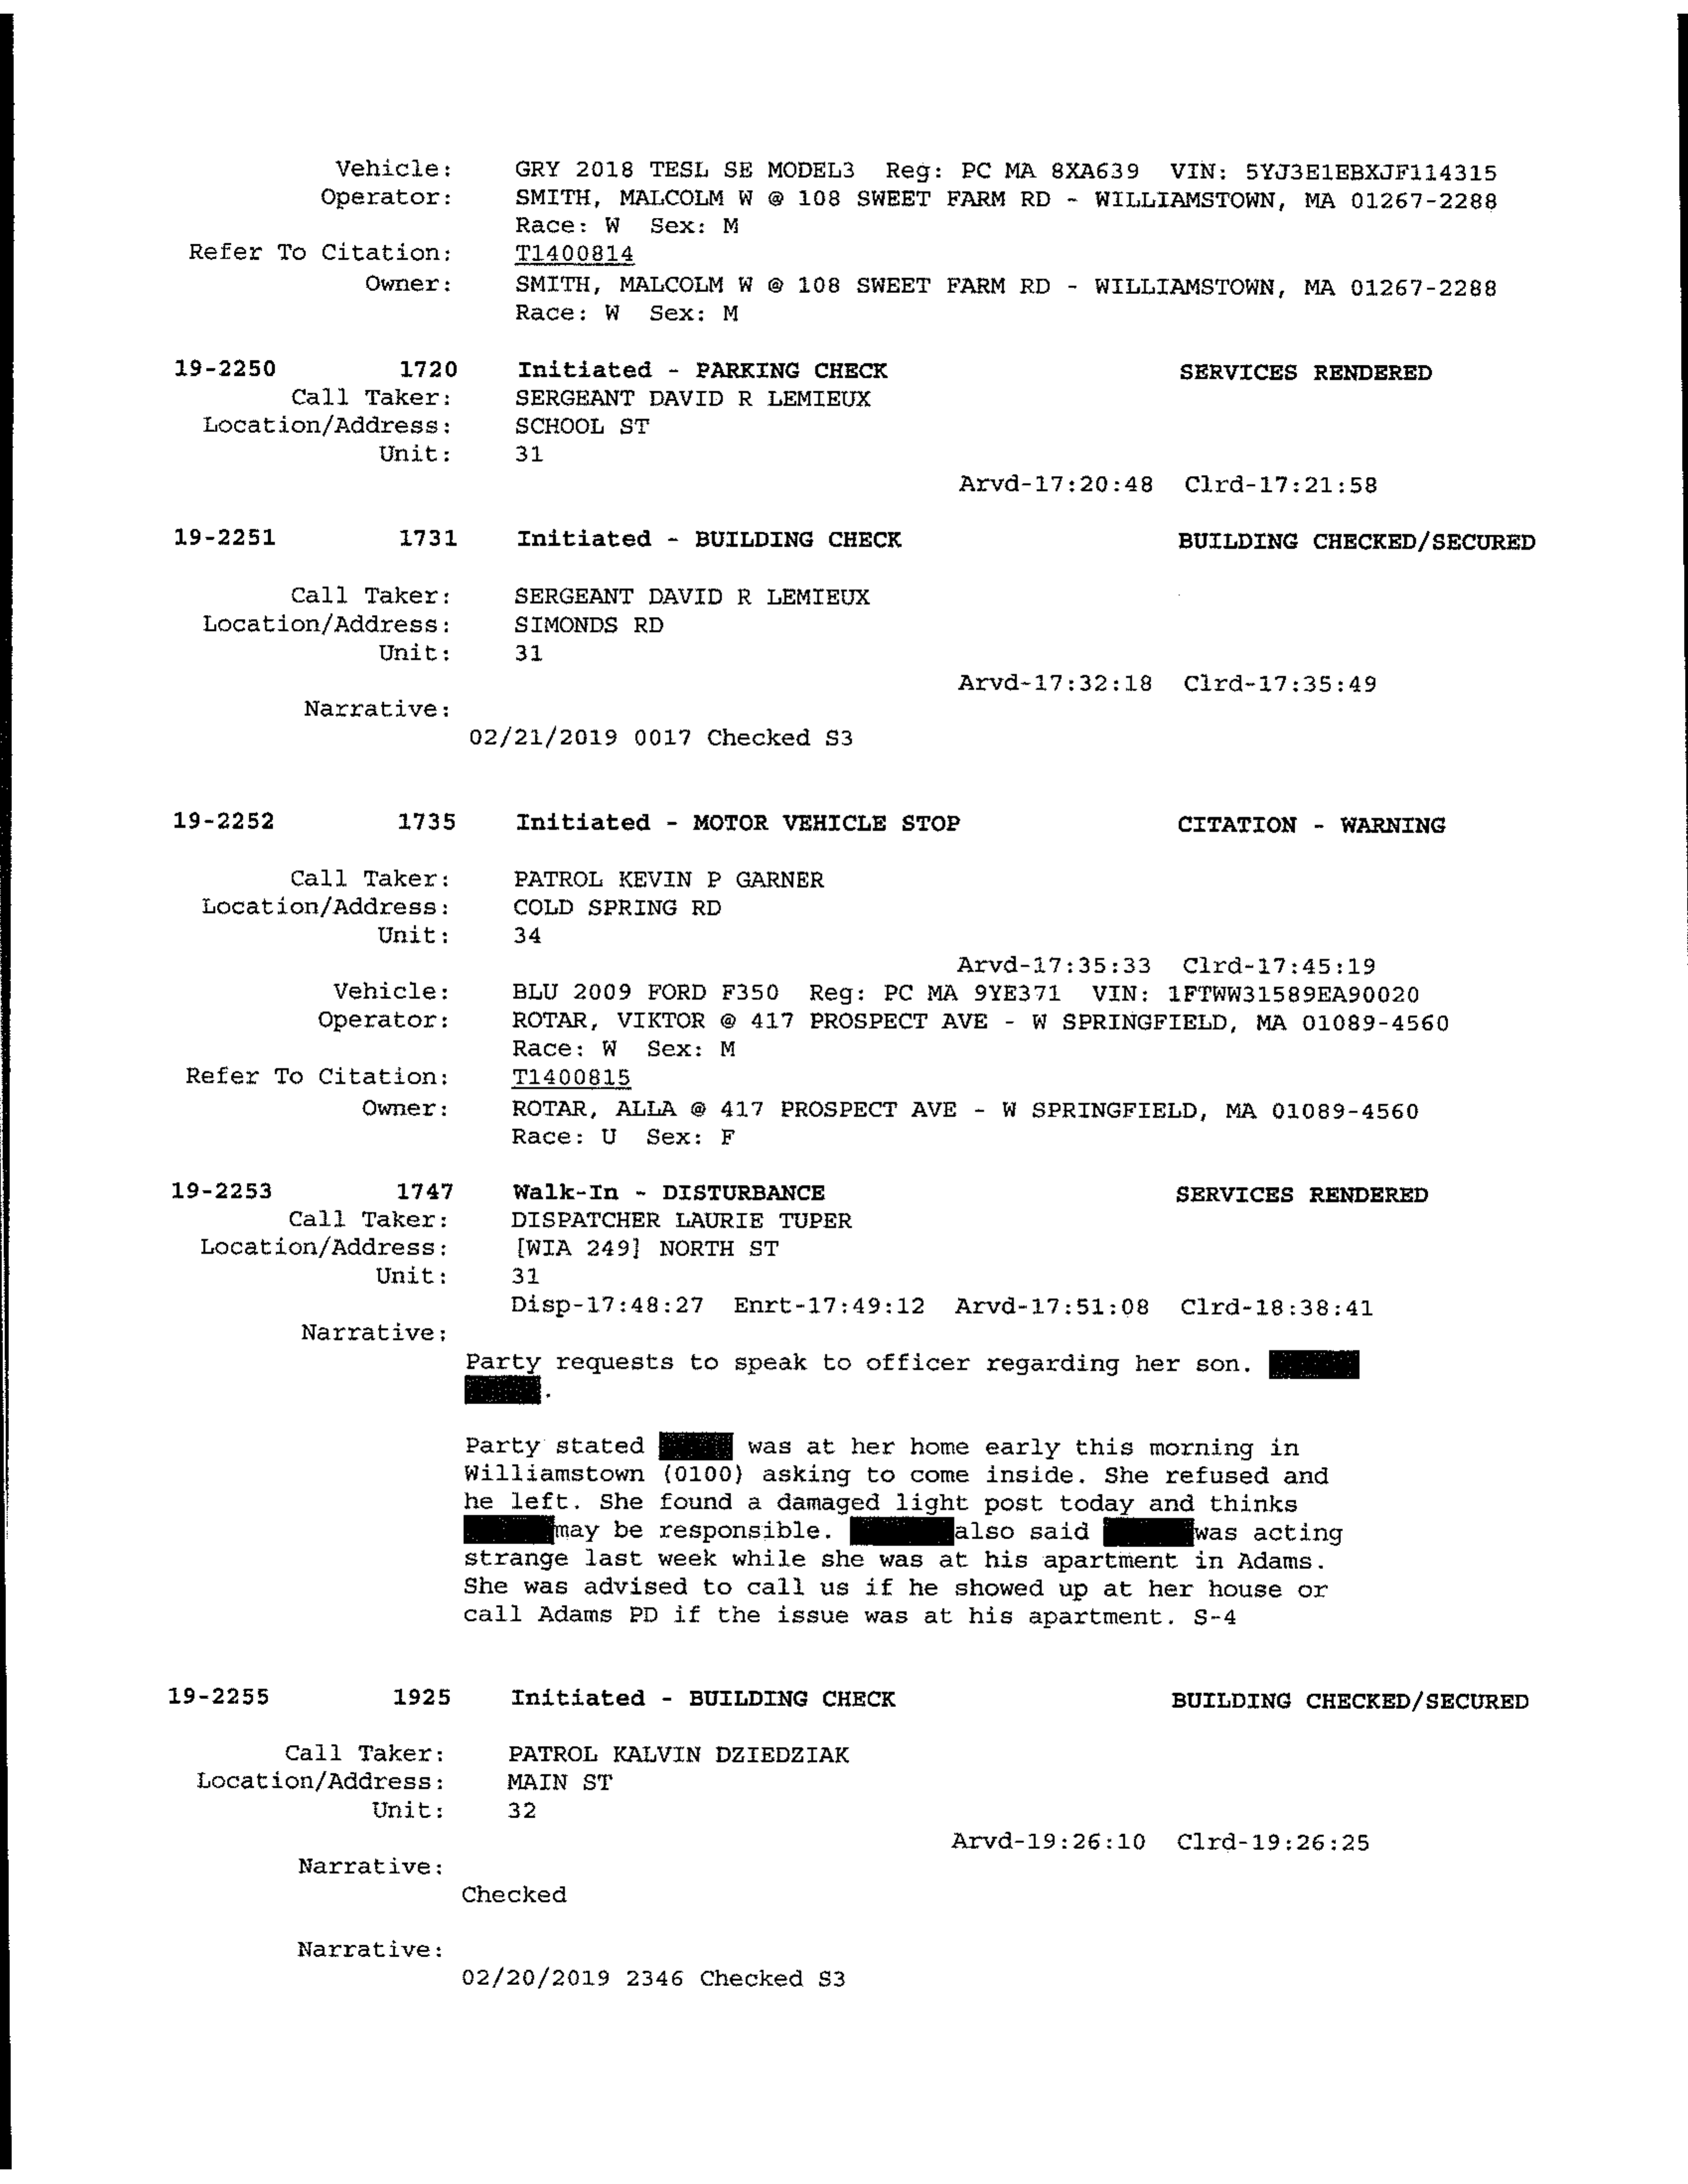 Vehicle: GRY 2018 TESL SE MODEL3 Reg: PC MA 8XA639 VIN: 5YJ3E1EBXJF114315
Operator: SMITH, MALCOLM W @ 108 SWEET FARM RD - WILLIAMSTOWN, MA 01267-2288
Race: W Sex: M
Refer To Citation: T1400814
Owner: SMITH, MALCOLM W @ 108 SWEET FARM RD - WILLIAMSTOWN, MA 01267-2288
Race: W Sex: M
19-2250 1720 Initiated - PARKING CHECK SERVICES RENDERED
Call Taker: SERGEANT DAVID R LEMIEUX
Location/Address: SCHOOL ST
Unit: 31
Arvd-17:20:48 Clrd-17:21:58
19-2251 1731 Initiated - BUILDING CHECK BUILDING CHECKED/SECURED
Call Taker: SERGEANT DAVID R LEMIEUX
Location/Address: SIMONDS RD
Unit: 31
Arvd-17:32:18 Clrd-17:35:49
Narrative:
02/21/2019 0017 Checked S3
19-2252 1735 Initiated - MOTOR VEHICLE STOP CITATION - WARNING
Call Taker: PATROL KEVIN P GARNER
Location/Address: COLD SPRING RD
Unit: 34
Arvd-17:35:33 Clrd-17:45:19
Vehicle: BLU 2009 FORD F350 Reg: PC MA 9YE371 VIN: 1FTWW31589EA90020
Operator: ROTAR, VIKTOR @ 417 PROSPECT AVE - W SPRINGFIELD, MA 01089-4560
Race: W Sex: M
Refer To Citation: T1400815
Owner: ROTAR, ALLA @ 417 PROSPECT AVE - W SPRINGFIELD, MA 01089-4560
Race: U Sex: F
19-2253 1747 Walk-In - DISTURBANCE SERVICES RENDERED
Call Taker: DISPATCHER LAURIE TUPER
Location/Address: [WIA 249] NORTH ST
Unit: 31
Disp-17:48:27 Enrt-17:49:12 Arvd-17:51:08 Clrd-18:38:41
Narrative:
Party requests to speak to officer regarding her son.
.
Party stated was at her home early this morning in
Williamstown (0100) asking to come inside. She refused and
he left. She found a damaged light post today and thinks
may be responsible. also said was acting
strange last week while she was at his apartment in Adams.
She was advised to call us if he showed up at her house or
call Adams PD if the issue was at his apartment. S-4
19-2255 1925 Initiated - BUILDING CHECK BUILDING CHECKED/SECURED
Call Taker: PATROL KALVIN DZIEDZIAK
Location/Address: MAIN ST
Unit: 32
Arvd-19:26:10 Clrd-19:26:25
Narrative:
Checked
Narrative:
02/20/2019 2346 Checked S3